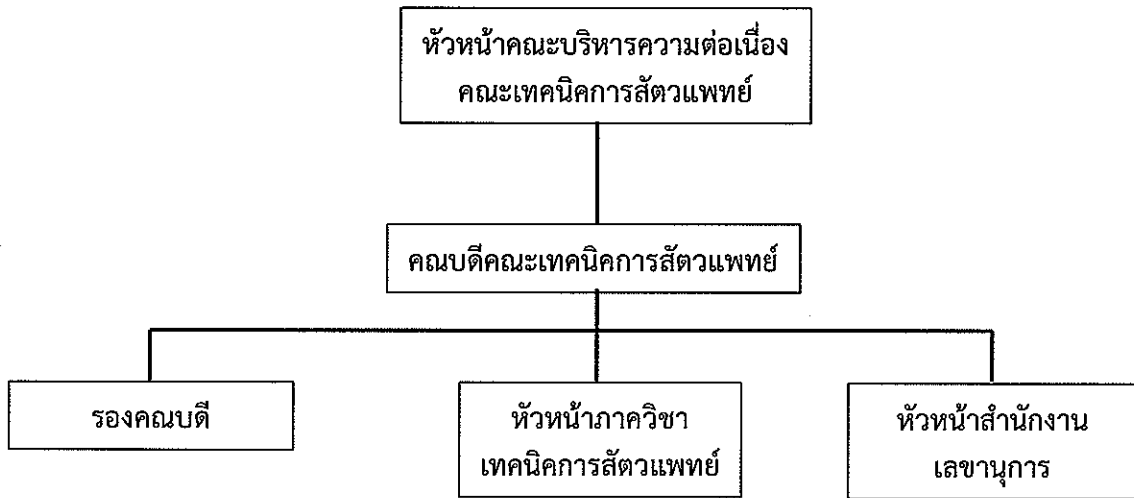 หัวหน้าคณะบริหารความต่อเนื่อง
คณะเทคนิคการสัตวแพทย์
คณบดีคณะเทคนิคการสัตวแพทย์
รองคณบดี
หัวหน้าภาควิชา
เทคนิคการสัตวแพทย์
หัวหน้าสำนักงาน
เลขานุการ